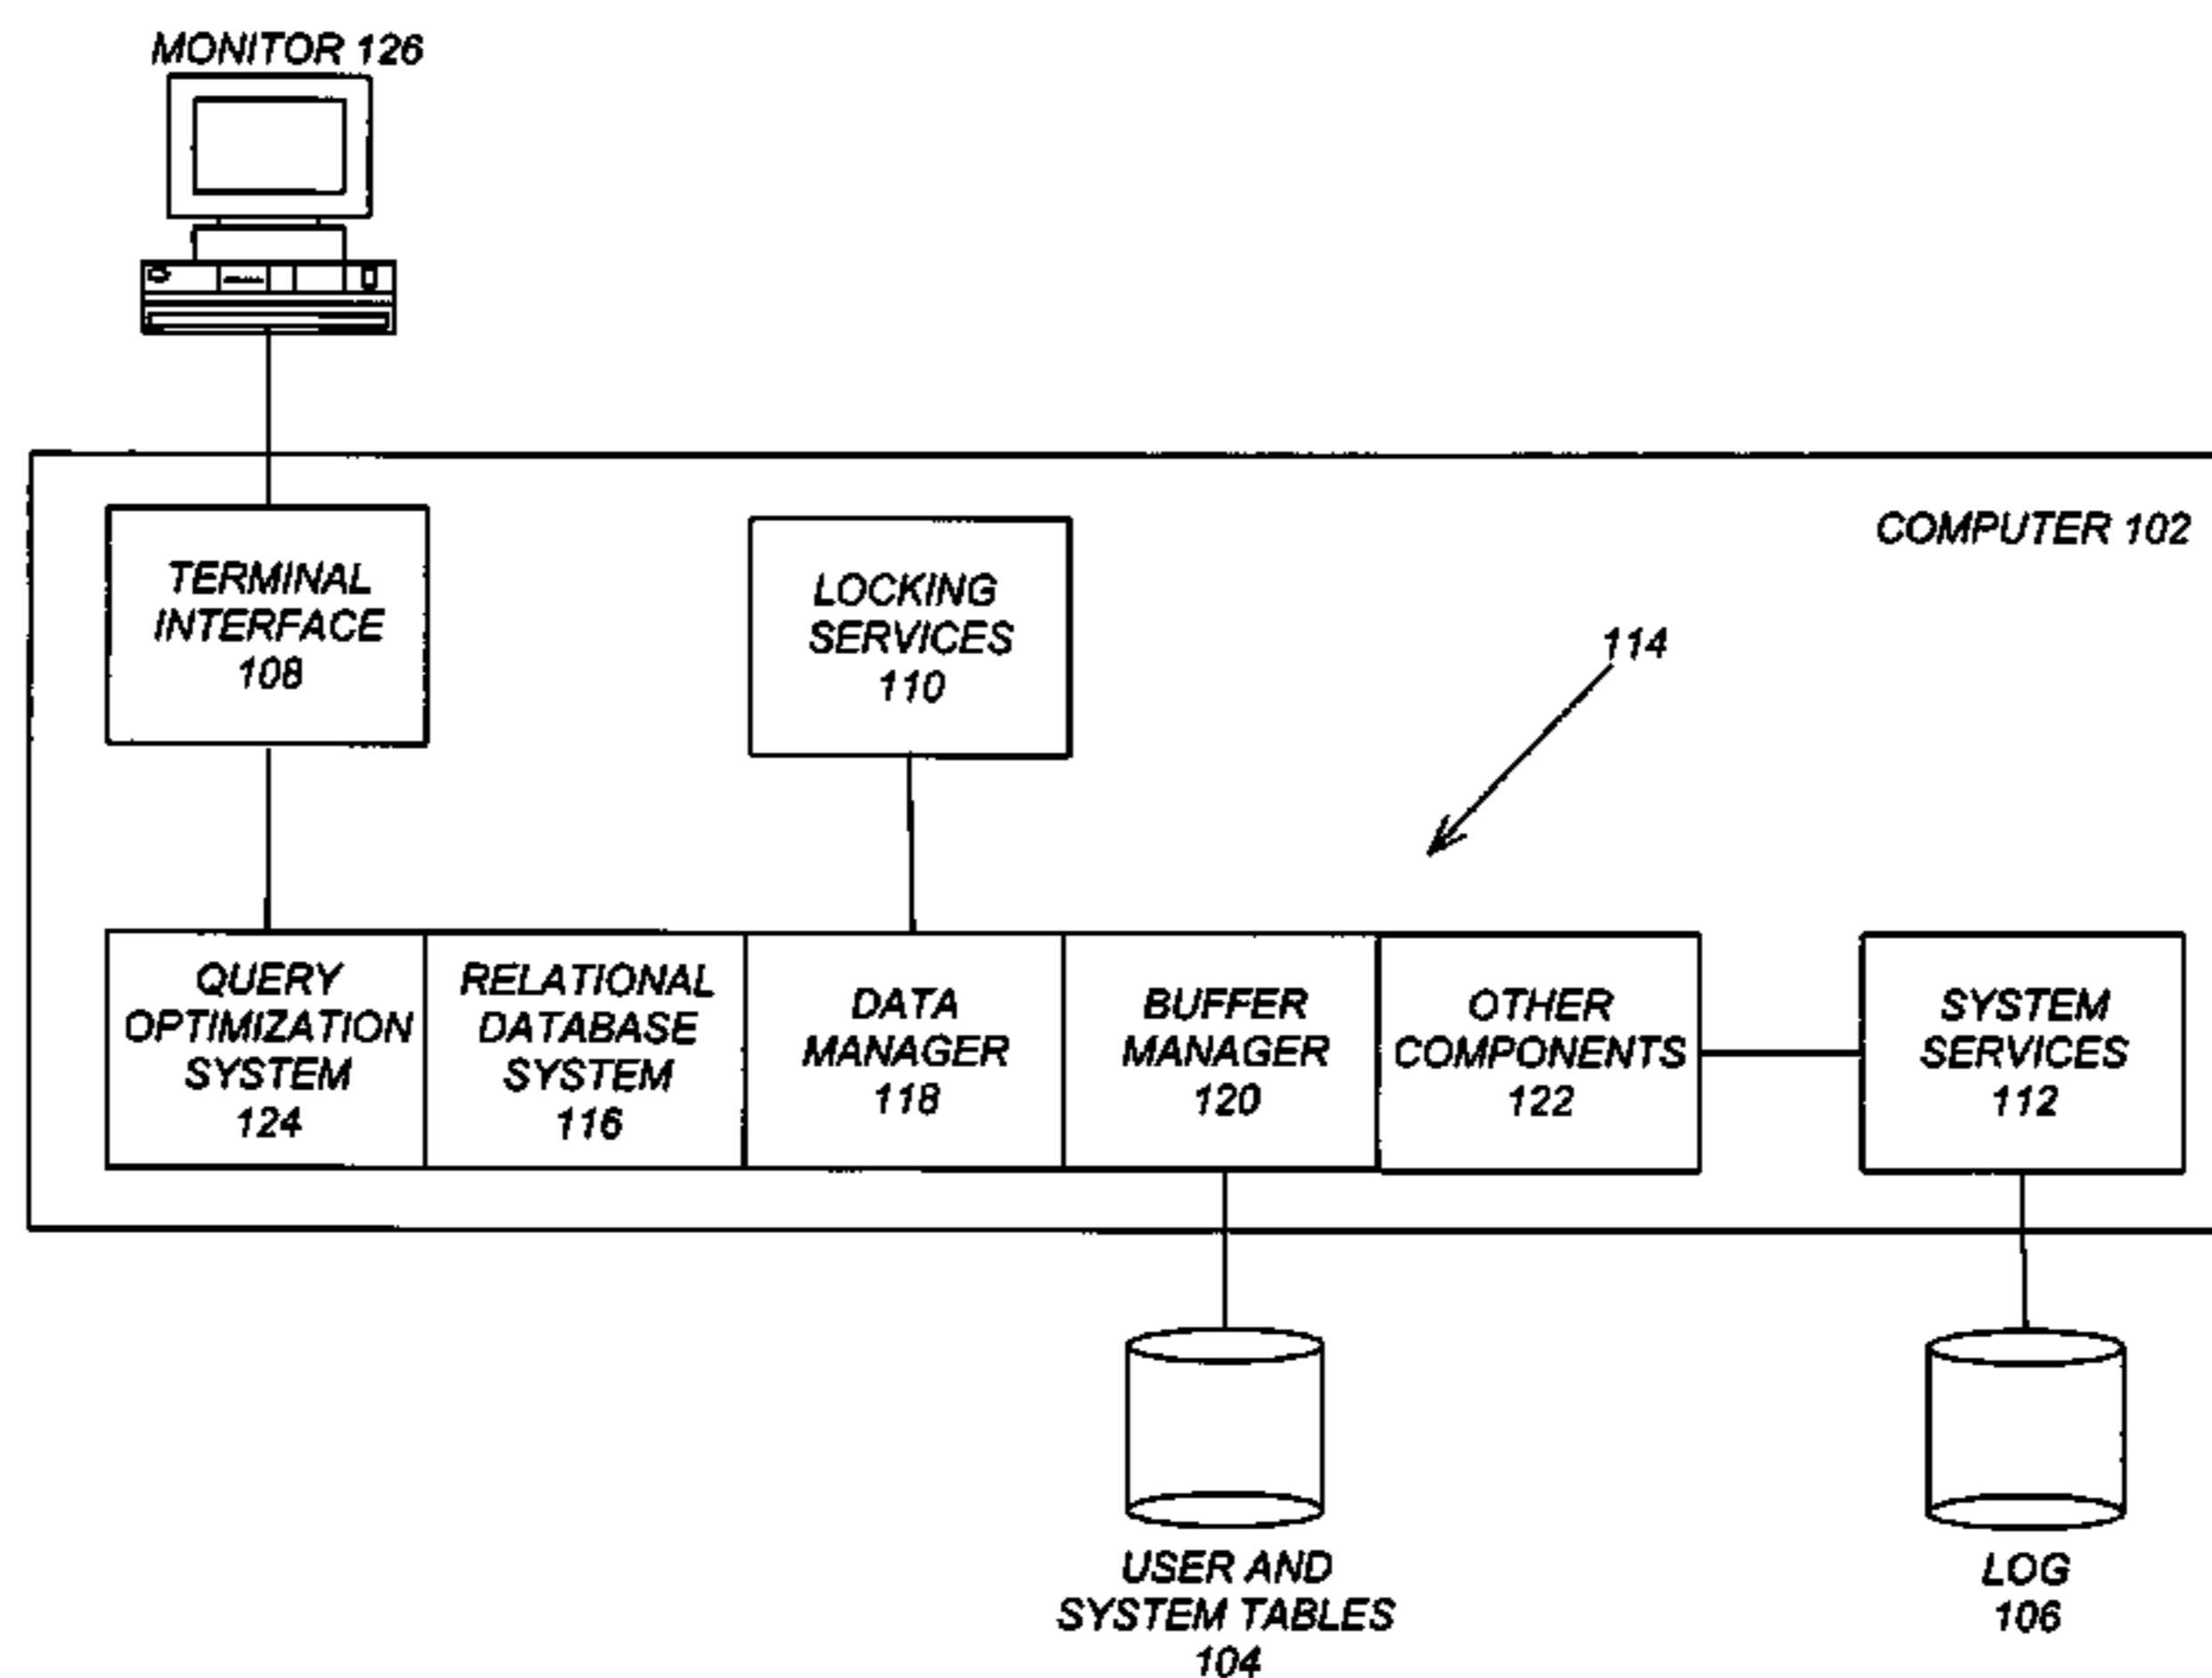 MONITOR 126
COMPUTER 102
TERMINAL
INTERFACE
108
LOCKING
SERVICES
110
114
QUERY
OPTIMIZATION
SYSTEM
124
RELATIONAL
DATABASE
SYSTEM
116
DATA
MANAGER
118
BUFFER
MANAGER
120
OTHER
COMPONENTS
122
SYSTEM
SERVICES
112
USER AND
SYSTEM TABLES
104
LOG
106